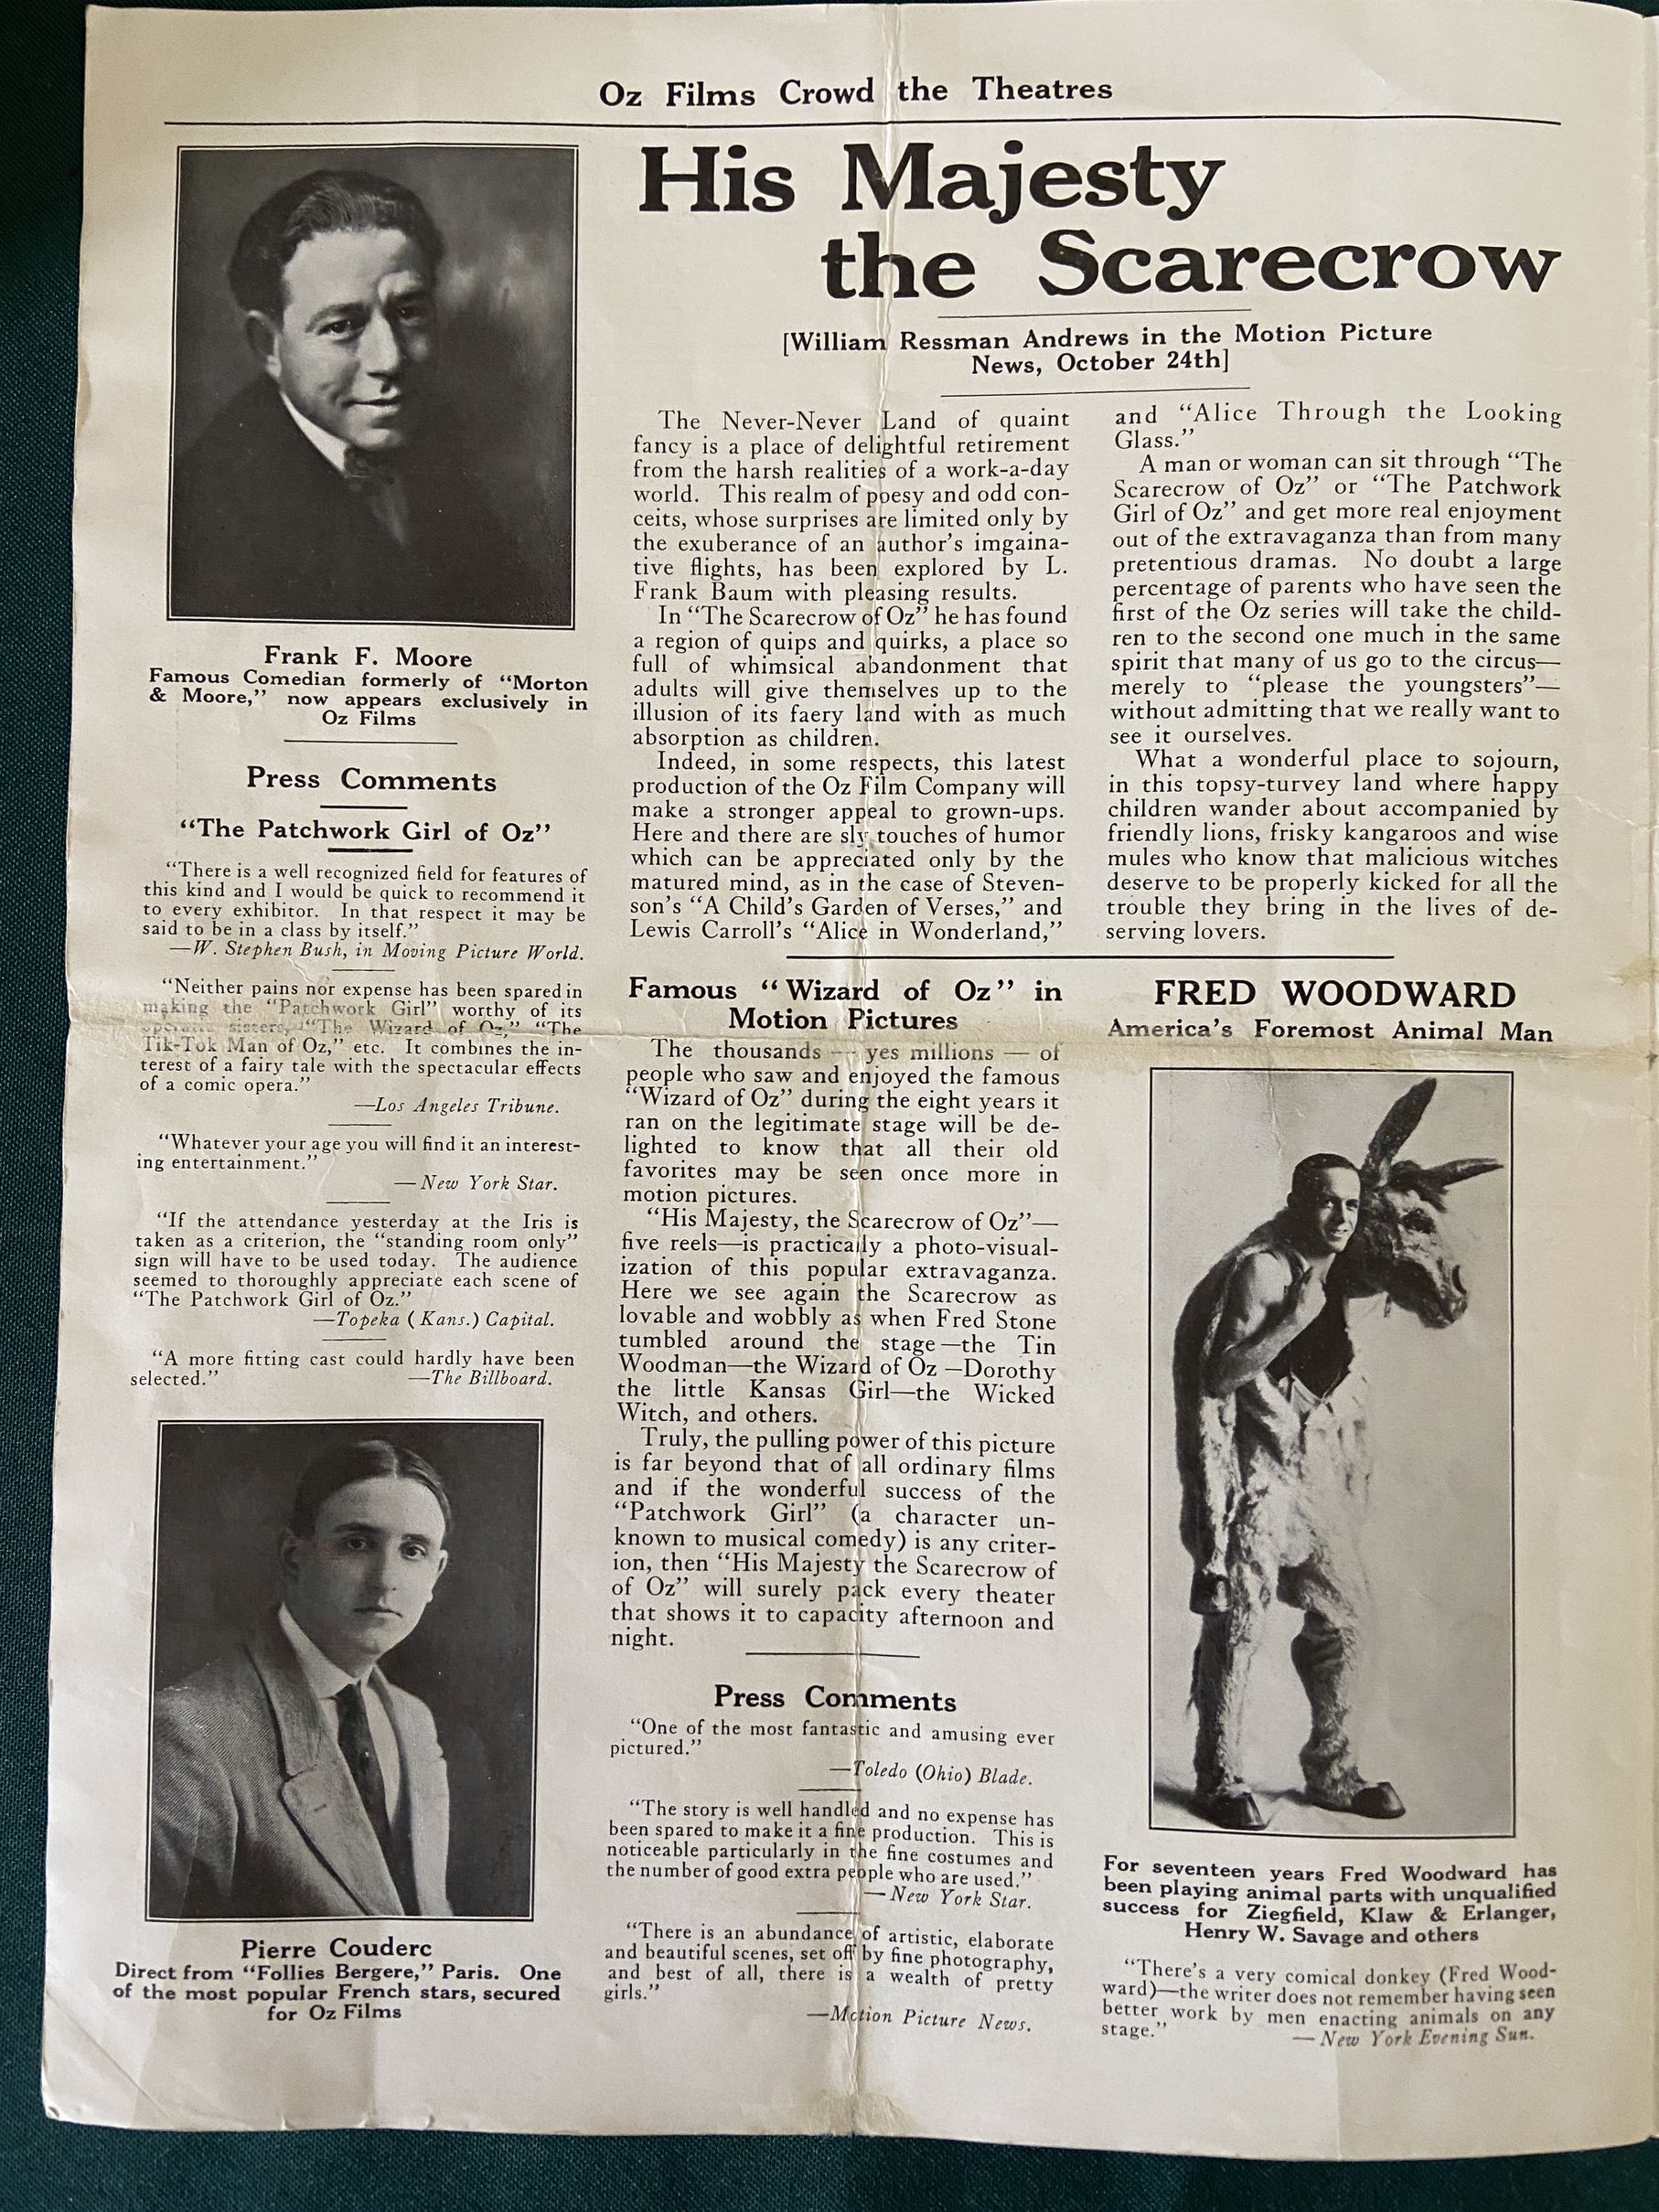 Oz Films Crowd the Theatres
Frank F. Moore
Famous Comedian formerly of “Morton
& Moore,” now appears exclusively in
Oz Films
Press Comments
“The Patchwork Girl of Oz”
“There is a well recognized field for features of
this kind and I would be quick to recommend it
to every exhibitor. In that respect it may be
said to be in a class by itself.”
—W. Stephen Bush, in Moving Picture World.
“Neither pains nor expense has been spared in
making the “Patchwork Girl” worthy of its
operatic sisters, “The Wizard of Oz,” “The
Tik-Tok Man of Oz,” etc. It combines the in-
terest of a fairy tale with the spectacular effects
of a comic opera.”
—Los Angeles Tribune.
“Whatever your age you will find it an interest-
ing entertainment.”
—New York Star.
“If the attendance yesterday at the Iris is
taken as a criterion, the “standing room only”
sign will have to be used today. The audience
seemed to thoroughly appreciate each scene of
“The Patchwork Girl of Oz.”
—Topeka (Kans.) Capital.
“A more fitting cast could hardly have been
selected.” —The Billboard.
Pierre Couderc
Direct from “Follies Bergere,” Paris. One
of the most popular French stars, secured
for Oz Films
His Majesty
the Scarecrow
[William Ressman Andrews in the Motion Picture
News, October 24th]
The Never-Never Land of quaint
fancy is a place of delightful retirement
from the harsh realities of a work-a-day
world. This realm of poesy and odd con-
ceits, whose surprises are limited only by
the exuberance of an author’s imgaina-
tive flights, has been explored by L.
Frank Baum with pleasing results.
In “The Scarecrow of Oz” he has found
a region of quips and quirks, a place so
full of whimsical abandonment that
adults will give themselves up to the
illusion of its faery land with as much
absorption as children.
Indeed, in some respects, this latest
production of the Oz Film Company will
make a stronger appeal to grown-ups.
Here and there are sly touches of humor
which can be appreciated only by the
matured mind, as in the case of Steven-
son’s “A Child’s Garden of Verses,” and
Lewis Carroll’s “Alice in Wonderland,”
and “Alice Through the Looking
Glass.”
A man or woman can sit through “The
Scarecrow of Oz” or “The Patchwork
Girl of Oz” and get more real enjoyment
out of the extravaganza than from many
pretentious dramas. No doubt a large
percentage of parents who have seen the
first of the Oz series will take the child-
ren to the second one much in the same
spirit that many of us go to the circus—
merely to “please the youngsters”—
without admitting that we really want to
see it ourselves.
What a wonderful place to sojourn,
in this topsy-turvey land where happy
children wander about accompanied by
friendly lions, frisky kangaroos and wise
mules who know that malicious witches
deserve to be properly kicked for all the
trouble they bring in the lives of de-
serving lovers.
Famous “Wizard of Oz” in
Motion Pictures
The thousands — yes millions — of
people who saw and enjoyed the famous
“Wizard of Oz” during the eight years it
ran on the legitimate stage will be de-
lighted to know that all their old
favorites may be seen once more in
motion pictures.
“His Majesty, the Scarecrow of Oz”—
five reels—is practically a photo-visual-
ization of this popular extravaganza.
Here we see again the Scarecrow as
lovable and wobbly as when Fred Stone
tumbled around the stage—the Tin
Woodman—the Wizard of Oz—Dorothy
the little Kansas Girl—the Wicked
Witch, and others.
Truly, the pulling power of this picture
is far beyond that of all ordinary films
and if the wonderful success of the
“Patchwork Girl” (a character un-
known to musical comedy) is any criter-
ion, then “His Majesty the Scarecrow of
of Oz” will surely pack every theater
that shows it to capacity afternoon and
night.
Press Comments
“One of the most fantastic and amusing ever
pictured.”
—Toledo (Ohio) Blade.
“The story is well handled and no expense has
been spared to make it a fine production. This is
noticeable particularly in the fine costumes and
the number of good extra people who are used.”
—New York Star.
“There is an abundance of artistic, elaborate
and beautiful scenes, set off by fine photography,
and best of all, there is a wealth of pretty
girls.”
—Motion Picture News.
FRED WOODWARD
America’s Foremost Animal Man
For seventeen years Fred Woodward has
been playing animal parts with unqualified
success for Ziegfield, Klaw & Erlanger,
Henry W. Savage and others
“There’s a very comical donkey (Fred Wood-
ward)—the writer does not remember having seen
better work by men enacting animals on any
stage.” —New York Evening Sun.